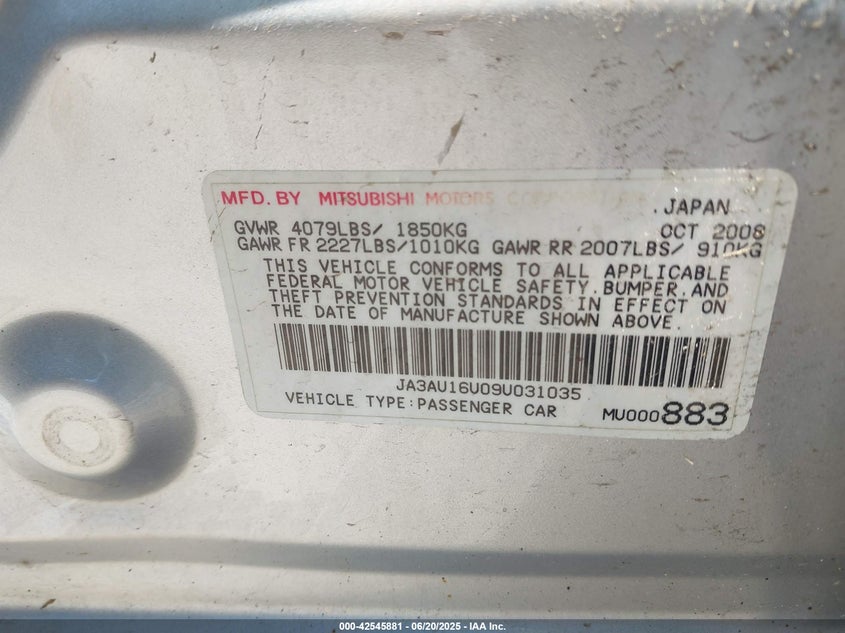 MFD. BY MITSUBISHI MOTORS CORPORATION
. JAPAN
GVWR 4079LBS/ 1850KG OCT 2008
GAWR FR 2227LBS/1010KG GAWR RR 2007LBS/ 910KG
THIS VEHICLE CONFORMS TO ALL APPLICABLE
FEDERAL MOTOR VEHICLE SAFETY, BUMPER, AND
THEFT PREVENTION STANDARDS IN EFFECT ON
THE DATE OF MANUFACTURE SHOWN ABOVE.
JA3AU16U09U031035
VEHICLE TYPE:PASSENGER CAR MU000883
000-42545881 | 06/20/2025 - IAA Inc.